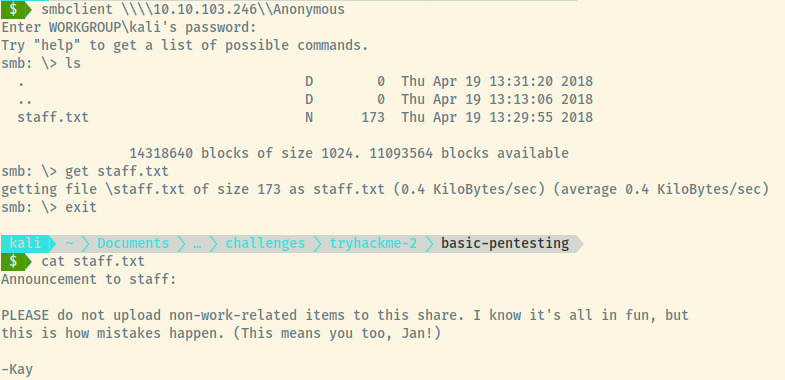 $ smbclient \\\\10.10.103.246\\Anonymous
Enter WORKGROUP\kali's password:
Try "help" to get a list of possible commands.
smb: \> ls
  .                                   D        0  Thu Apr 19 13:31:20 2018
  ..                                  D        0  Thu Apr 19 13:13:06 2018
  staff.txt                           N      173  Thu Apr 19 13:29:55 2018
                14318640 blocks of size 1024. 11093564 blocks available
smb: \> get staff.txt
getting file \staff.txt of size 173 as staff.txt (0.4 KiloBytes/sec) (average 0.4 KiloBytes/sec)
smb: \> exit
kali ~ Documents … challenges tryhackme-2 basic-pentesting
$ cat staff.txt
Announcement to staff:
PLEASE do not upload non-work-related items to this share. I know it's all in fun, but
this is how mistakes happen. (This means you too, Jan!)
-Kay